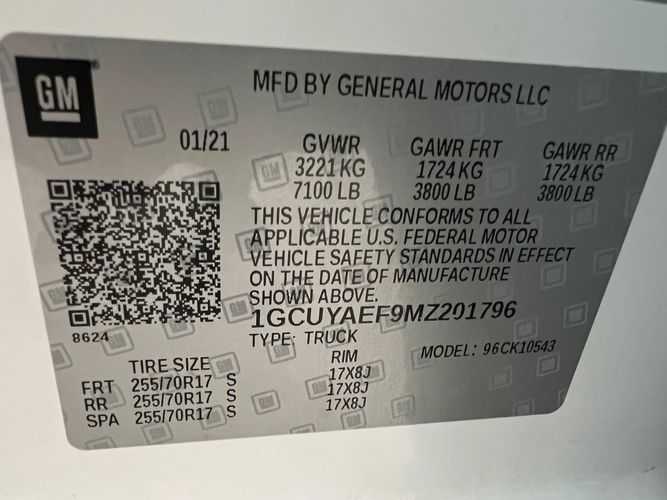 GM
MFD BY GENERAL MOTORS LLC
01/21 GVWR GAWR FRT GAWR RR
3221 KG 1724 KG 1724 KG
7100 LB 3800 LB 3800 LB
THIS VEHICLE CONFORMS TO ALL
APPLICABLE U.S. FEDERAL MOTOR
VEHICLE SAFETY STANDARDS IN EFFECT
ON THE DATE OF MANUFACTURE
SHOWN ABOVE.
1GCUYAEF9MZ201796
8624
TYPE: TRUCK MODEL: 96CK10543
TIRE SIZE RIM
FRT 255/70R17 S 17X8J
RR 255/70R17 S 17X8J
SPA 255/70R17 S 17X8J